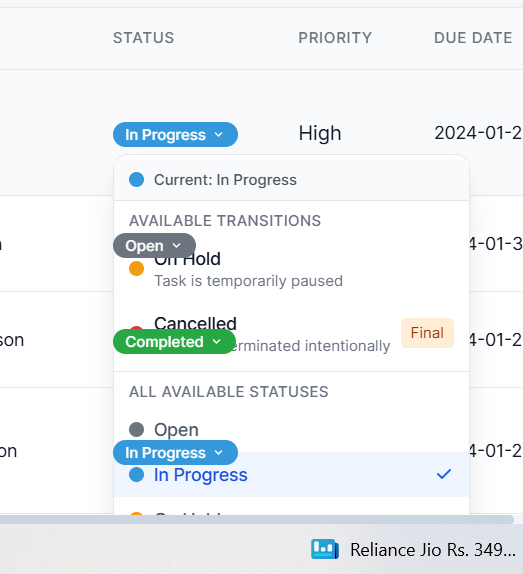 STATUS PRIORITY DUE DATE
In Progress High 2024-01-2
Current: In Progress
AVAILABLE TRANSITIONS
Open 4-01-3
On Hold
Task is temporarily paused
Cancelled Final
son Completed erminated intentionally 4-01-2
ALL AVAILABLE STATUSES
Open
on In Progress 4-01-2
In Progress
Reliance Jio Rs. 349...